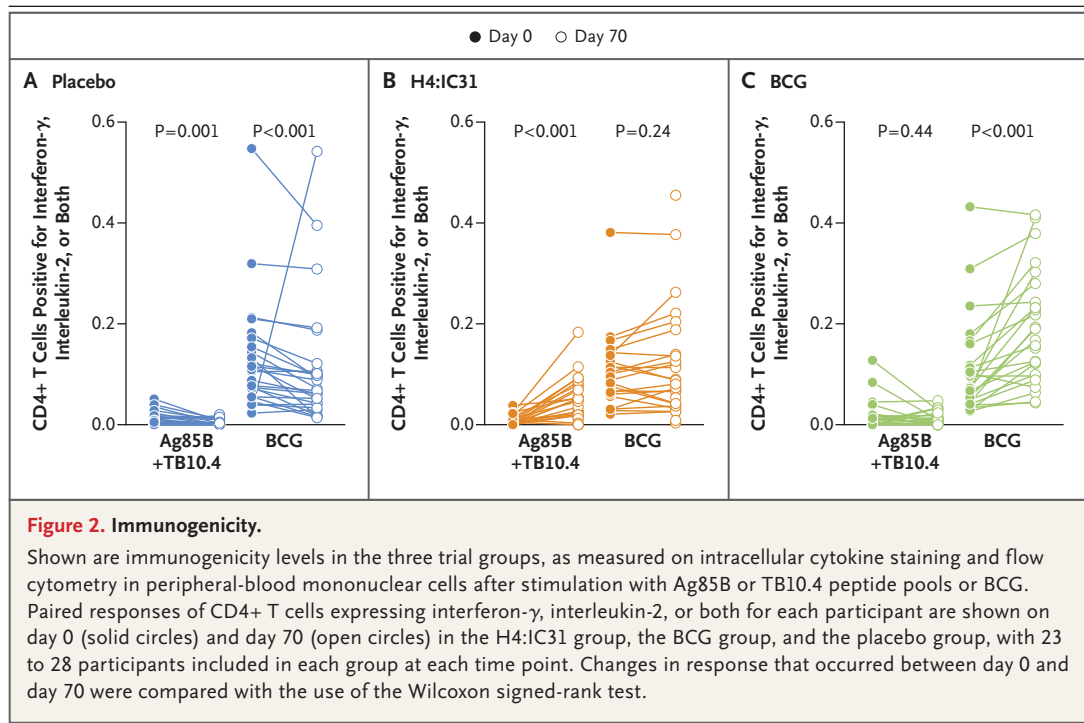 Day 0 Day 70
A Placebo
CD4+ T Cells Positive for Interferon-γ,
Interleukin-2, or Both
0.6
0.4
0.2
0.0
P=0.001 P<0.001
Ag85B
+TB10.4
BCG
B H4:IC31
CD4+ T Cells Positive for Interferon-γ,
Interleukin-2, or Both
0.6
0.4
0.2
0.0
P<0.001 P=0.24
Ag85B
+TB10.4
BCG
C BCG
CD4+ T Cells Positive for Interferon-γ,
Interleukin-2, or Both
0.6
0.4
0.2
0.0
P=0.44 P<0.001
Ag85B
+TB10.4
BCG
Figure 2. Immunogenicity.
Shown are immunogenicity levels in the three trial groups, as measured on intracellular cytokine staining and flow
cytometry in peripheral-blood mononuclear cells after stimulation with Ag85B or TB10.4 peptide pools or BCG.
Paired responses of CD4+ T cells expressing interferon-γ, interleukin-2, or both for each participant are shown on
day 0 (solid circles) and day 70 (open circles) in the H4:IC31 group, the BCG group, and the placebo group, with 23
to 28 participants included in each group at each time point. Changes in response that occurred between day 0 and
day 70 were compared with the use of the Wilcoxon signed-rank test.